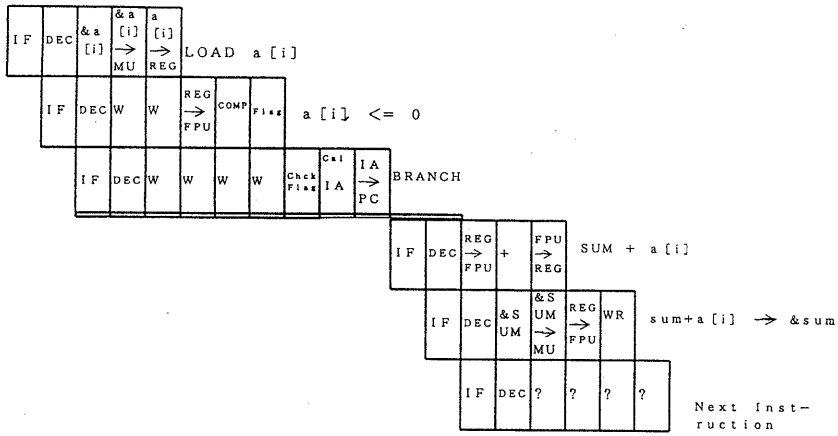 IF DEC &a [i] &a [i] → MU a [i] → REG LOAD a [i]
IF DEC W W REG → FPU COMP Flag a [i], <= 0
IF DEC W W W W Chck Flag Cal IA IA → PC BRANCH
IF DEC REG → FPU + FPU → REG SUM + a [i]
IF DEC &S UM &S UM → MU REG → FPU WR sum+a [i] → &sum
IF DEC ? ? ? ? Next Inst-
ruction